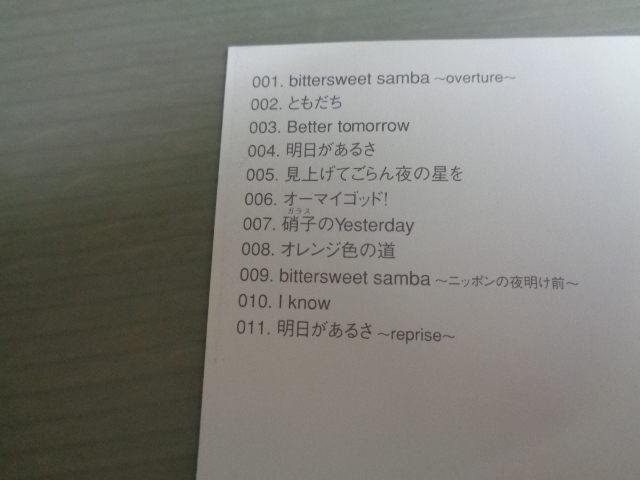 001. bittersweet samba ～overture～
002. ともだち
003. Better tomorrow
004. 明日があるさ
005. 見上げてごらん夜の星を
006. オーマイゴッド!
ガラス
007. 硝子のYesterday
008. オレンジ色の道
009. bittersweet samba ～ニッポンの夜明け前～
010. I know
011. 明日があるさ ～reprise～